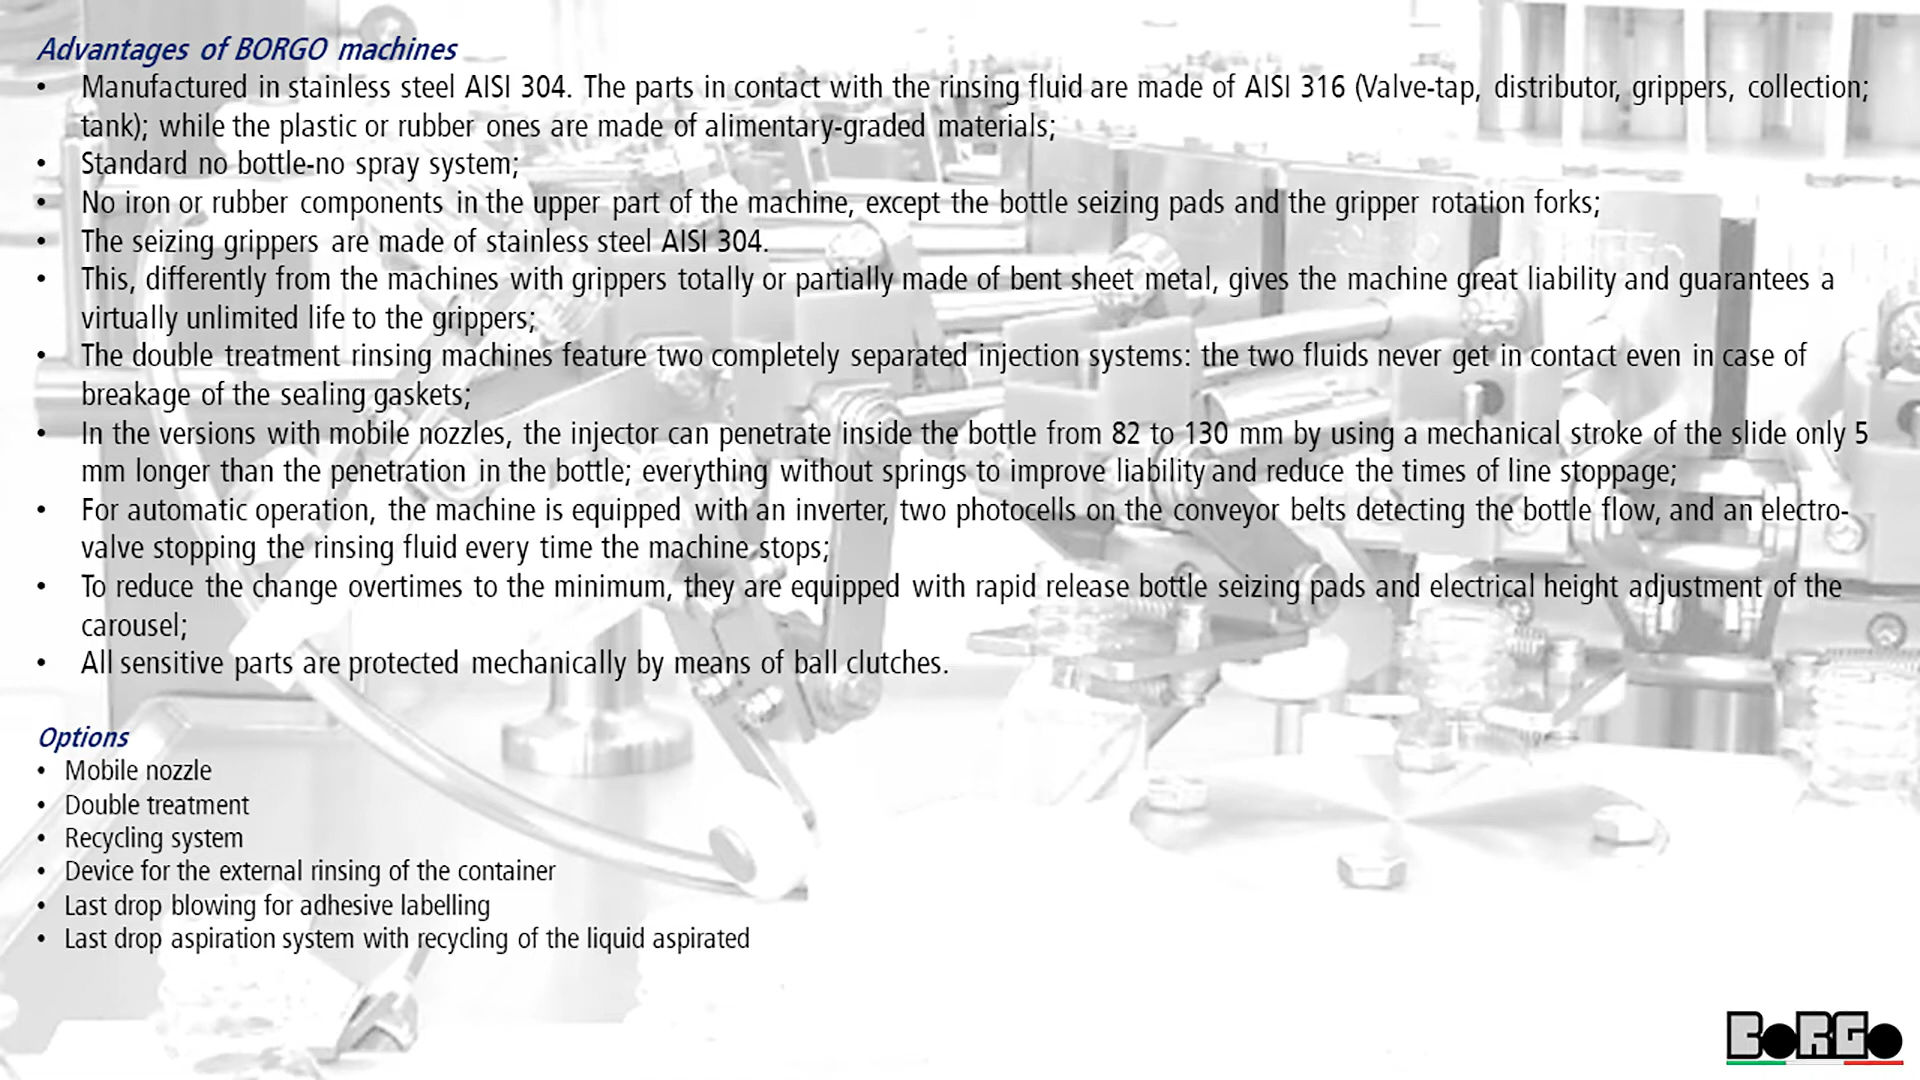 Advantages of BORGO machines
• Manufactured in stainless steel AISI 304. The parts in contact with the rinsing fluid are made of AISI 316 (Valve-tap, distributor, grippers, collection;
tank); while the plastic or rubber ones are made of alimentary-graded materials;
• Standard no bottle-no spray system;
• No iron or rubber components in the upper part of the machine, except the bottle seizing pads and the gripper rotation forks;
• The seizing grippers are made of stainless steel AISI 304.
• This, differently from the machines with grippers totally or partially made of bent sheet metal, gives the machine great liability and guarantees a
virtually unlimited life to the grippers;
• The double treatment rinsing machines feature two completely separated injection systems: the two fluids never get in contact even in case of
breakage of the sealing gaskets;
• In the versions with mobile nozzles, the injector can penetrate inside the bottle from 82 to 130 mm by using a mechanical stroke of the slide only 5
mm longer than the penetration in the bottle; everything without springs to improve liability and reduce the times of line stoppage;
• For automatic operation, the machine is equipped with an inverter, two photocells on the conveyor belts detecting the bottle flow, and an electro-
valve stopping the rinsing fluid every time the machine stops;
• To reduce the change overtimes to the minimum, they are equipped with rapid release bottle seizing pads and electrical height adjustment of the
carousel;
• All sensitive parts are protected mechanically by means of ball clutches.
Options
• Mobile nozzle
• Double treatment
• Recycling system
• Device for the external rinsing of the container
• Last drop blowing for adhesive labelling
• Last drop aspiration system with recycling of the liquid aspirated
BoRGo